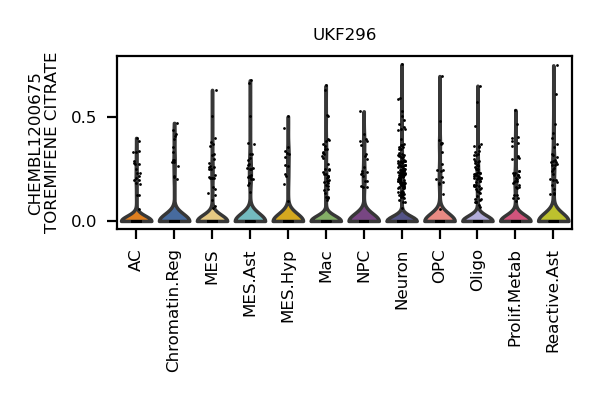 UKF296
CHEMBL1200675
TOREMIFENE CITRATE
0.5
0.0
AC
Chromatin.Reg
MES
MES.Ast
MES.Hyp
Mac
NPC
Neuron
OPC
Oligo
Prolif.Metab
Reactive.Ast